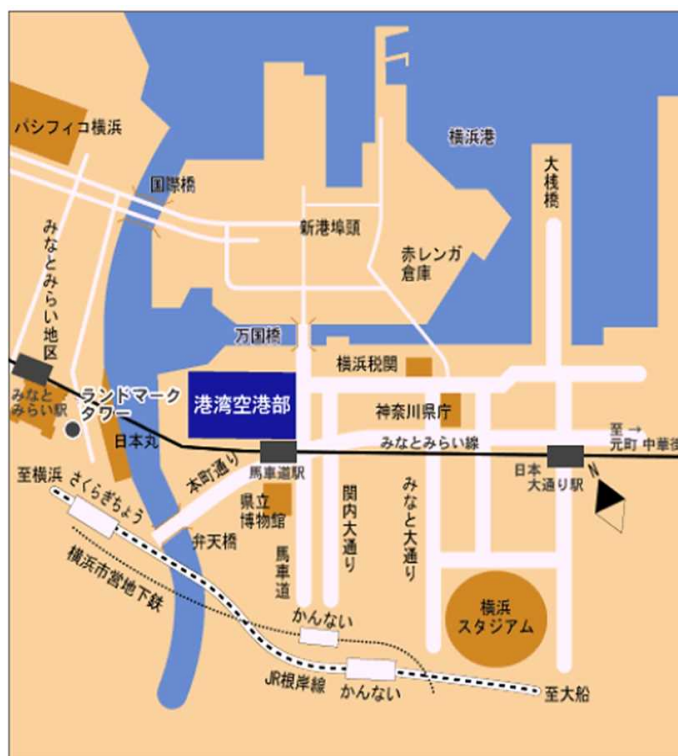 パシフィコ横浜
国際橋
横浜港
大桟橋
新港埠頭
赤レンガ
倉庫
みなとみらい地区
万国橋
横浜税関
みなと
みらい駅
ランドマーク
タワー
港湾空港部
神奈川県庁
日本丸
みなとみらい線
至 →
元町 中華街
本町通り
馬車道駅
日本
大通り駅
N
至横浜
さくらぎちょう
県立
博物館
弁天橋
馬車道
関内大通り
みなと大通り
横浜市営地下鉄
横浜
スタジアム
かんない
JR根岸線
かんない
至大船